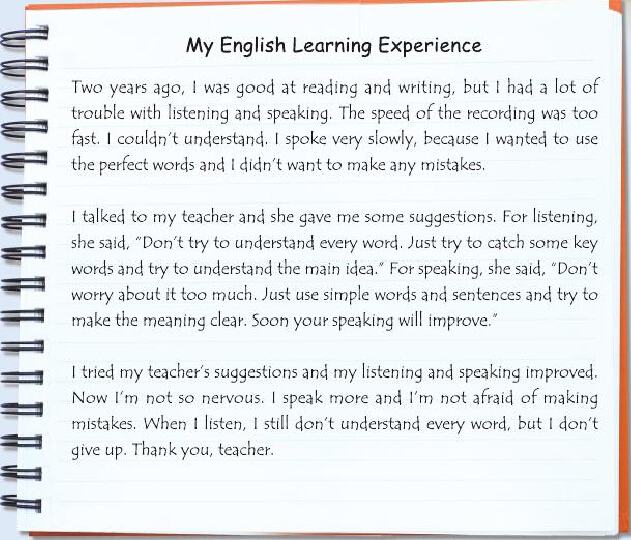 My English Learning Experience
Two years ago, I was good at reading and writing, but I had a lot of
trouble with listening and speaking. The speed of the recording was too
fast. I couldn't understand. I spoke very slowly, because I wanted to use
the perfect words and I didn't want to make any mistakes.
I talked to my teacher and she gave me some suggestions. For listening,
she said, "Don't try to understand every word. Just try to catch some key
words and try to understand the main idea." For speaking, she said, "Don't
worry about it too much. Just use simple words and sentences and try to
make the meaning clear. Soon your speaking will improve."
I tried my teacher's suggestions and my listening and speaking improved.
Now I'm not so nervous. I speak more and I'm not afraid of making
mistakes. When I listen, I still don't understand every word, but I don't
give up. Thank you, teacher.